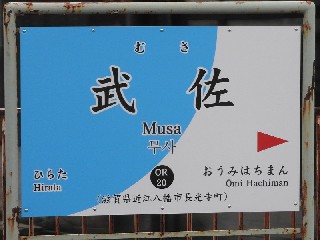 むさ
武佐
Musa
무사
OR
20
ひらた
Hirata
おうみはちまん
Omi Hachiman
(滋賀県近江八幡市長光寺町)